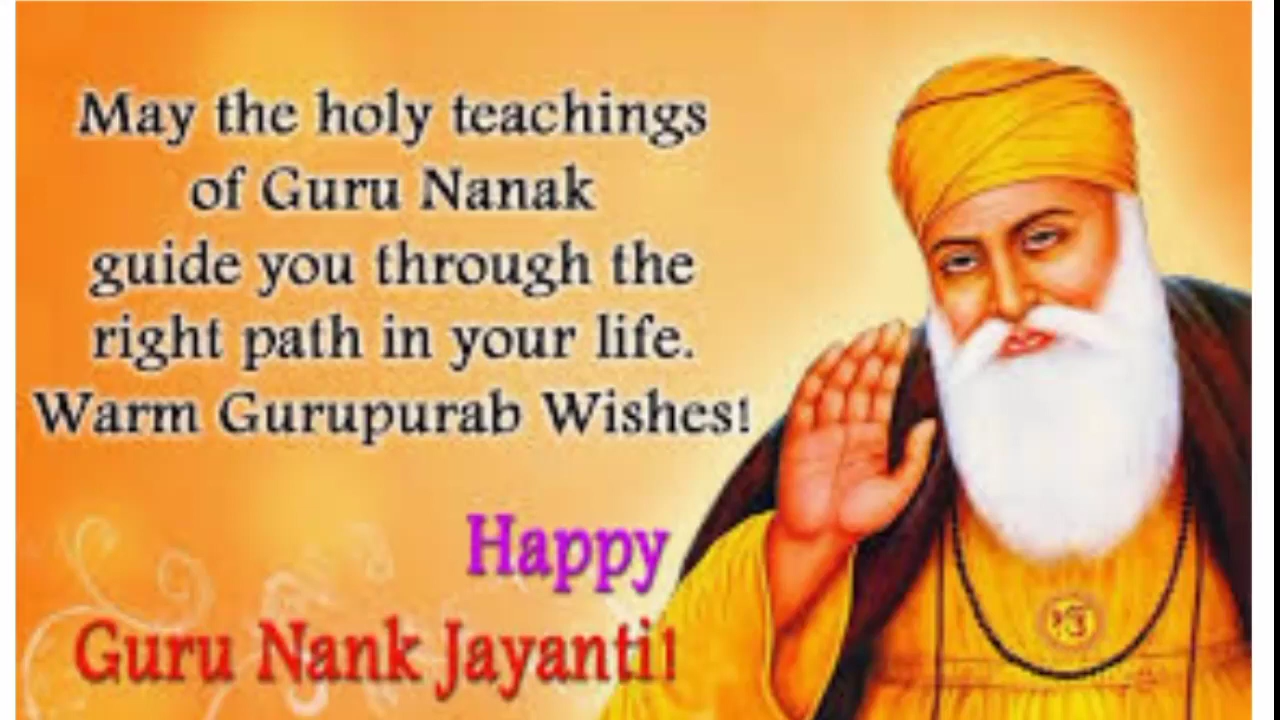 May the holy teachings
of Guru Nanak
guide you through the
right path in your life.
Warm Gurupurab Wishes!
Happy
Guru Nank Jayanti!
ੴ